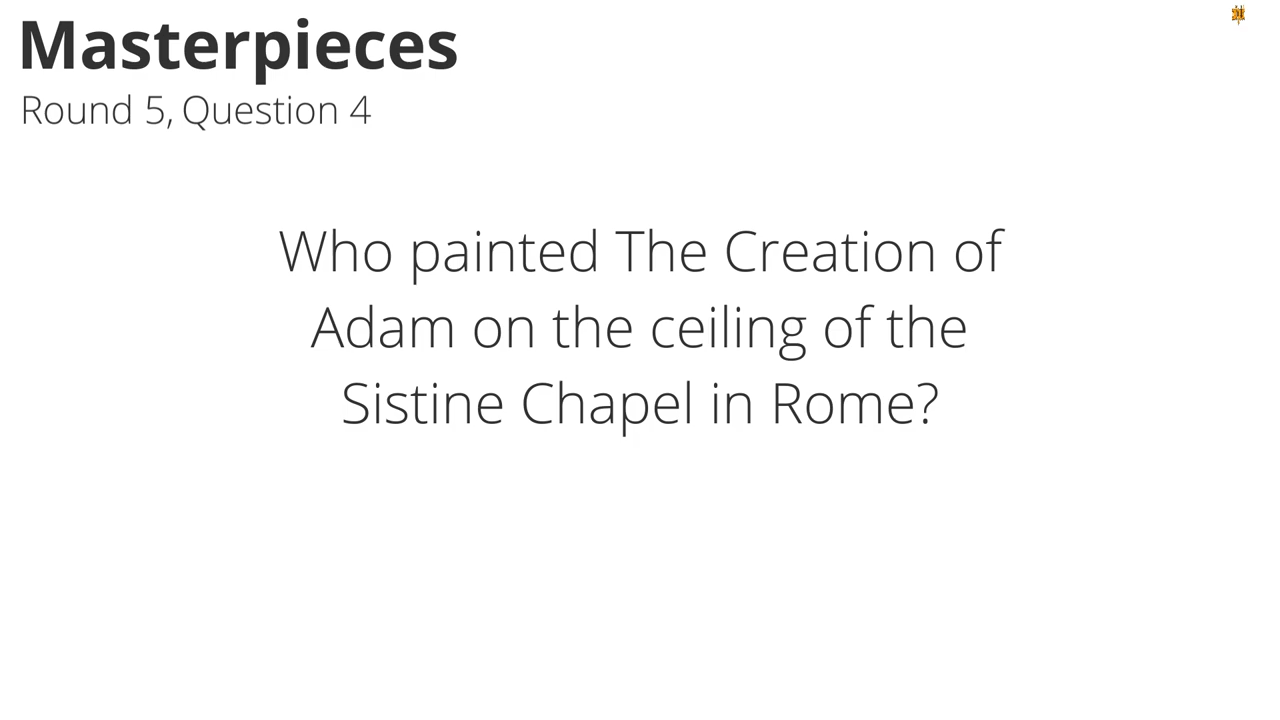 Masterpieces
Round 5, Question 4
Who painted The Creation of
Adam on the ceiling of the
Sistine Chapel in Rome?